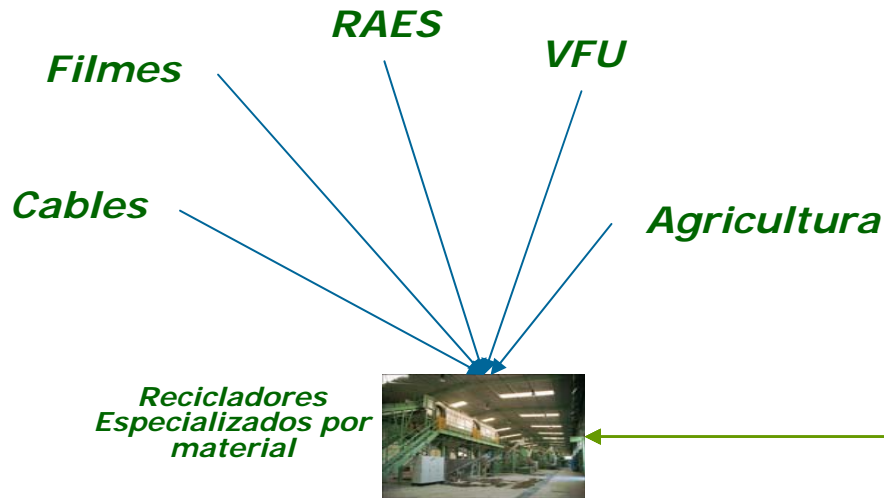 RAES
VFU
Filmes
Cables
Agricultura
Recicladores
Especializados por
material